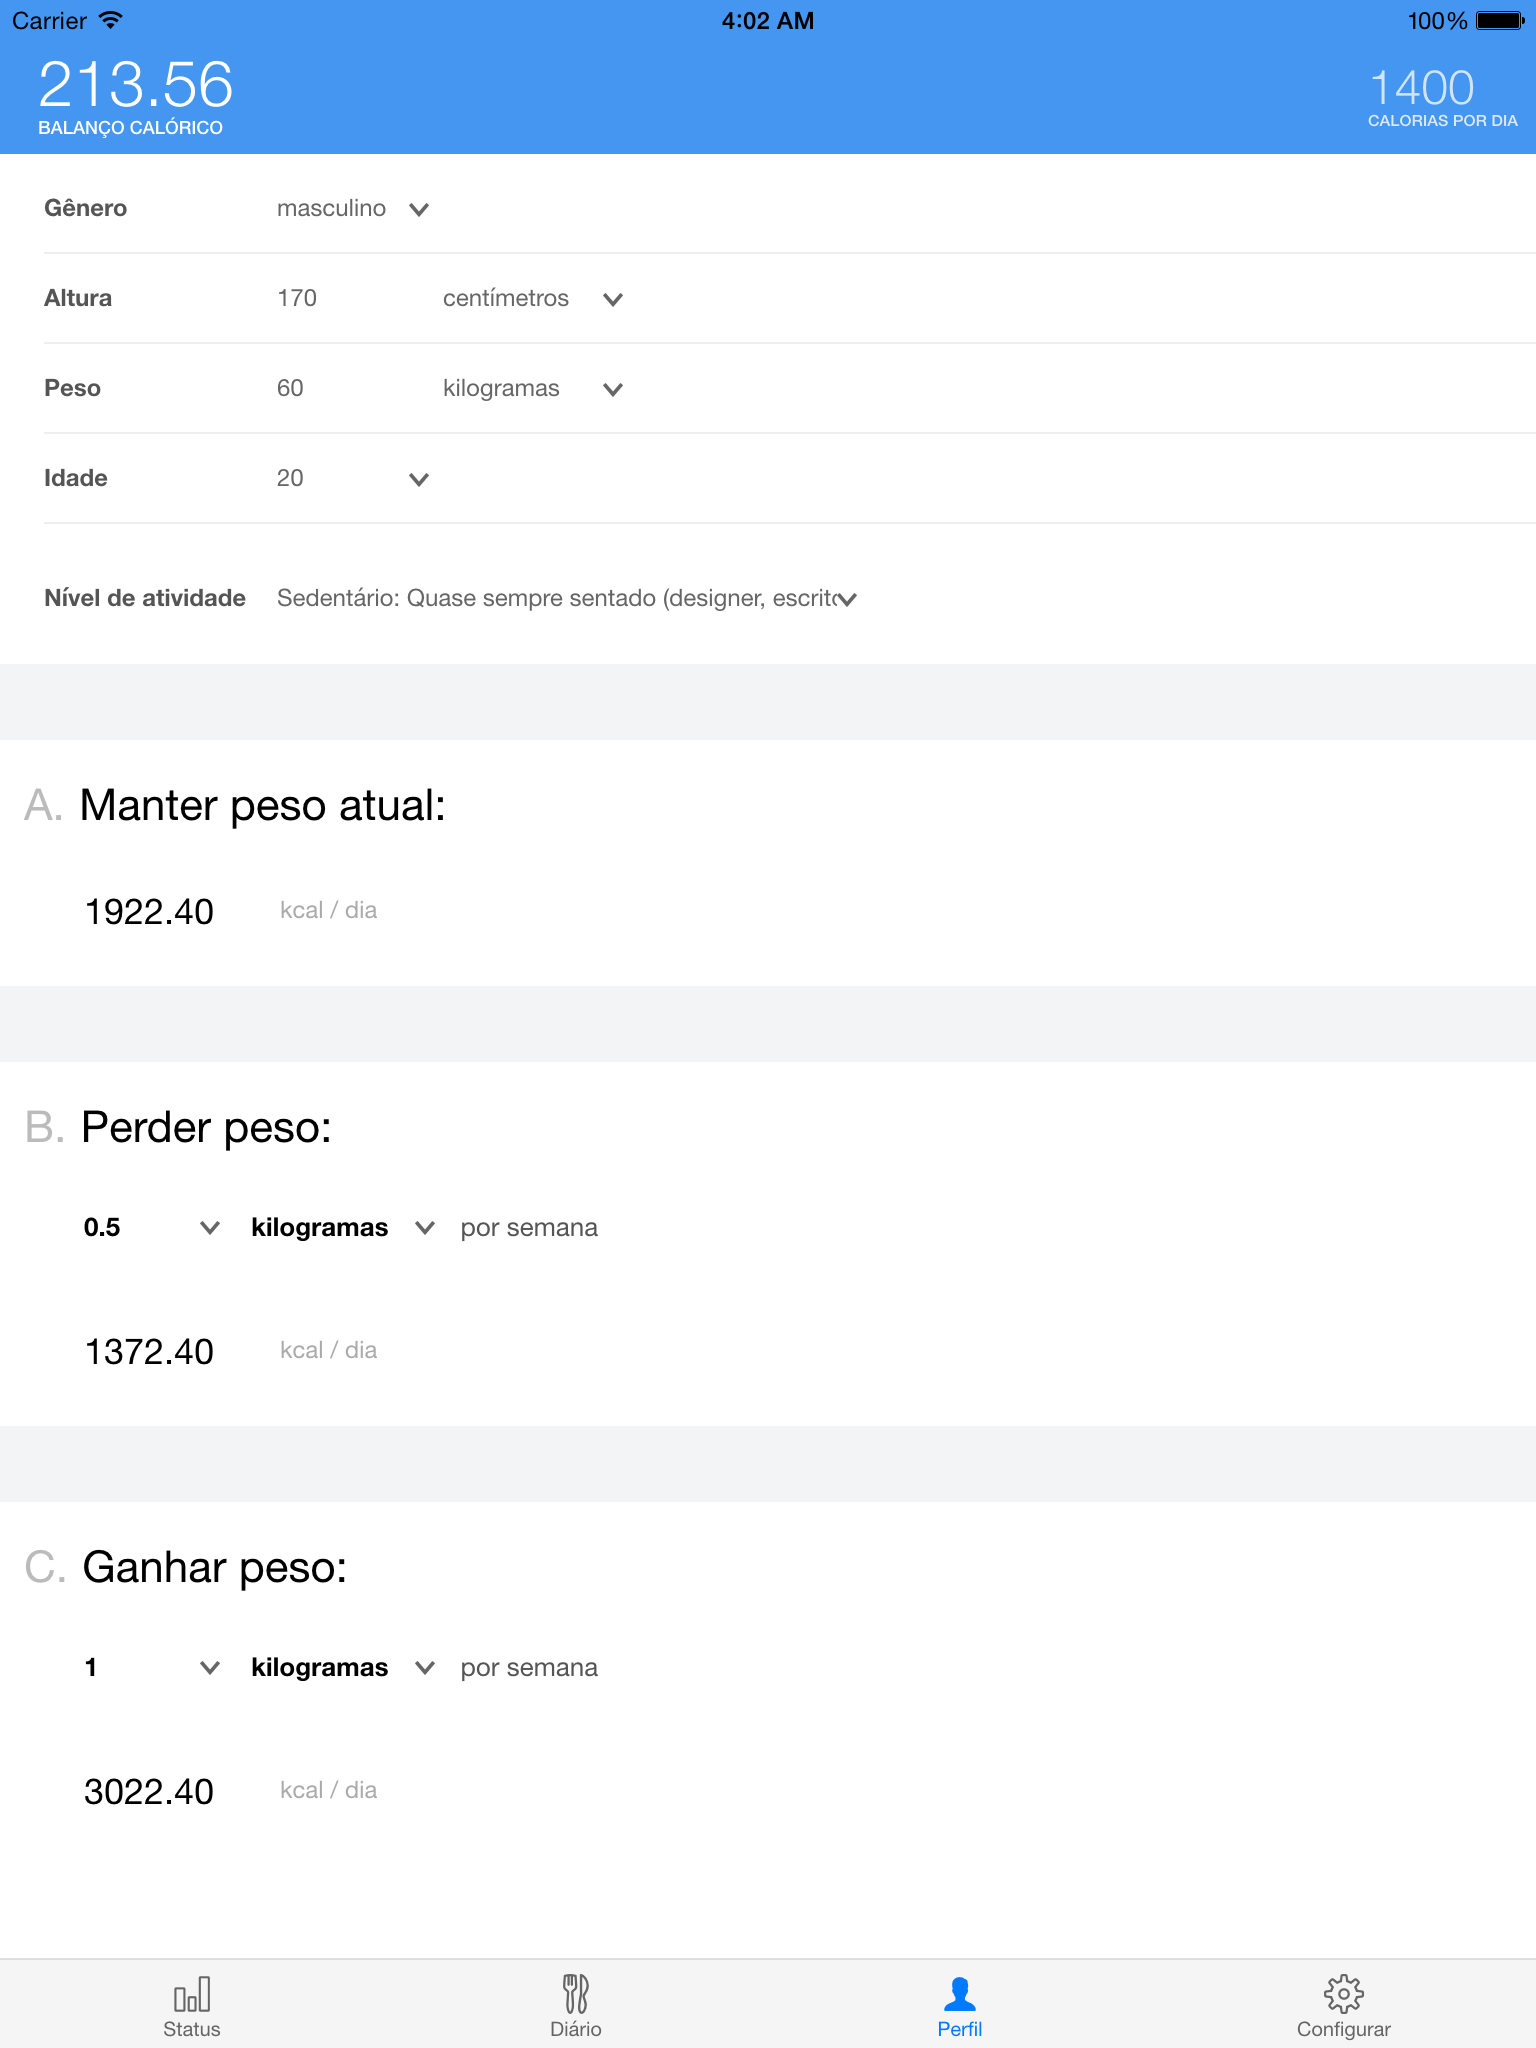 Carrier 4:02 AM 100%
213.56 1400
BALANÇO CALÓRICO CALORIAS POR DIA
Gênero masculino
Altura 170 centímetros
Peso 60 kilogramas
Idade 20
Nível de atividade Sedentário: Quase sempre sentado (designer, escrito
A. Manter peso atual:
1922.40 kcal / dia
B. Perder peso:
0.5 kilogramas por semana
1372.40 kcal / dia
C. Ganhar peso:
1 kilogramas por semana
3022.40 kcal / dia
Status Diário Perfil Configurar